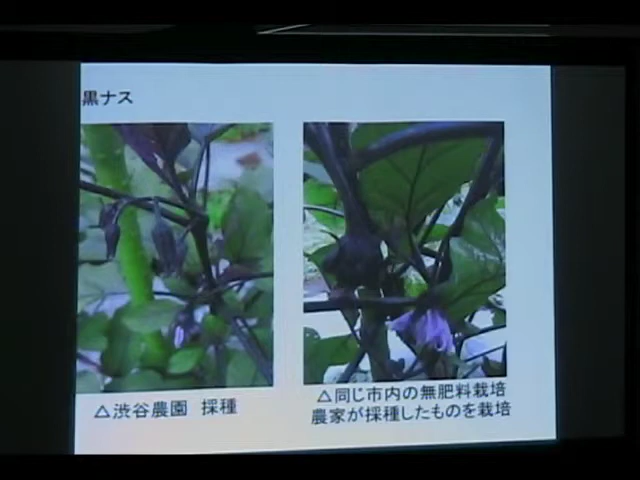 黒ナス
△渋谷農園 採種
△同じ市内の無肥料栽培
農家が採種したものを栽培